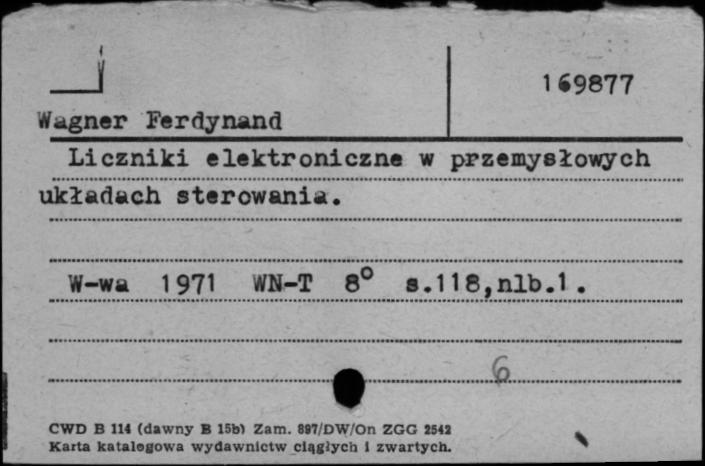 169877
Wagner Ferdynand
Liczniki elektroniczne w przemysłowych
układach sterowania.
W-wa 1971 WN-T 8° s.118,nlb.1.
6
CWD B 114 (dawny B 15b) Zam. 897/DW/On ZGG 2542
Karta katalogowa wydawnictw ciągłych i zwartych.